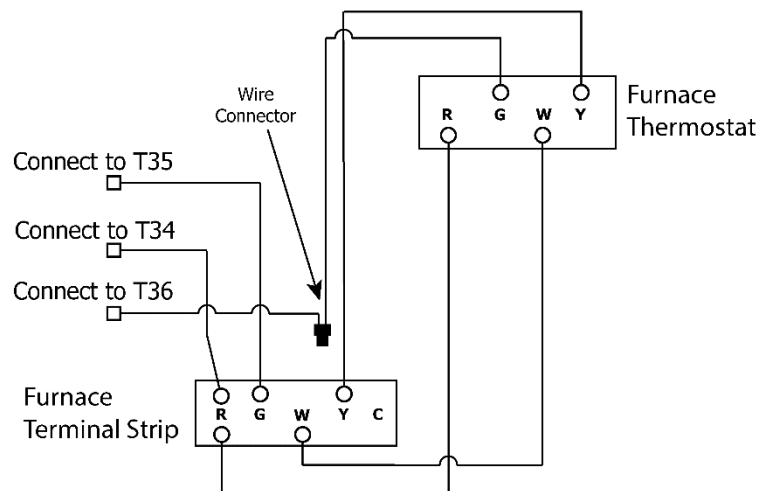 Wire
Connector
Furnace
Thermostat
R G W Y
Connect to T35
Connect to T34
Connect to T36
Furnace
Terminal Strip
R G W Y C